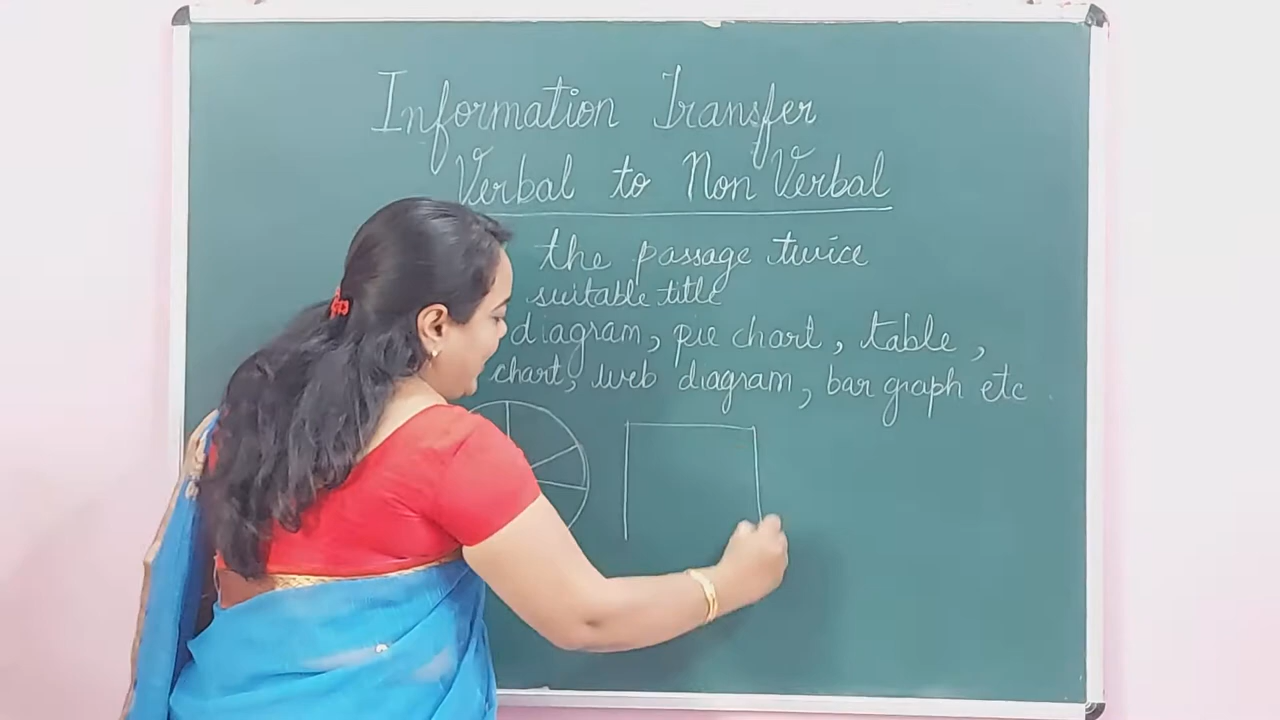 Information Transfer
Verbal to Non Verbal
the passage twice
suitable title
diagram, pie chart, table,
chart, web diagram, bar graph etc